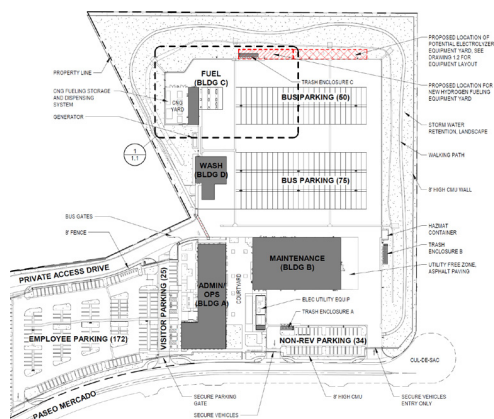 PROPOSED LOCATION OF
POTENTIAL ELECTROLYZER
EQUIPMENT YARD, SEE
DRAWING 1.2 FOR
EQUIPMENT LAYOUT
PROPERTY LINE
FUEL
(BLDG C)
TRASH ENCLOSURE C
PROPOSED LOCATION FOR
NEW HYDROGEN FUELING
EQUIPMENT YARD
CNG FUELING STORAGE
AND DISPENSING
SYSTEM
CNG
YARD
BUS PARKING (50)
GENERATOR
STORM WATER
RETENTION, LANDSCAPE
WALKING PATH
1
1.1
WASH
(BLDG D)
BUS PARKING (75)
8' HIGH CMU WALL
BUS GATES
8' FENCE
HAZMAT
CONTAINER
TRASH
ENCLOSURE B
MAINTENANCE
(BLDG B)
UTILITY FREE ZONE,
ASPHALT PAVING
PRIVATE ACCESS DRIVE
VISITOR PARKING (25)
ADMIN/
OPS
(BLDG A)
COURTYARD
ELEC UTILITY EQUIP
TRASH ENCLOSURE A
EMPLOYEE PARKING (172)
NON-REV PARKING (34)
CUL-DE-SAC
PASEO MERCADO
SECURE PARKING
GATE
SECURE VEHICLES
8' HIGH CMU
SECURE VEHICLES
ENTRY ONLY